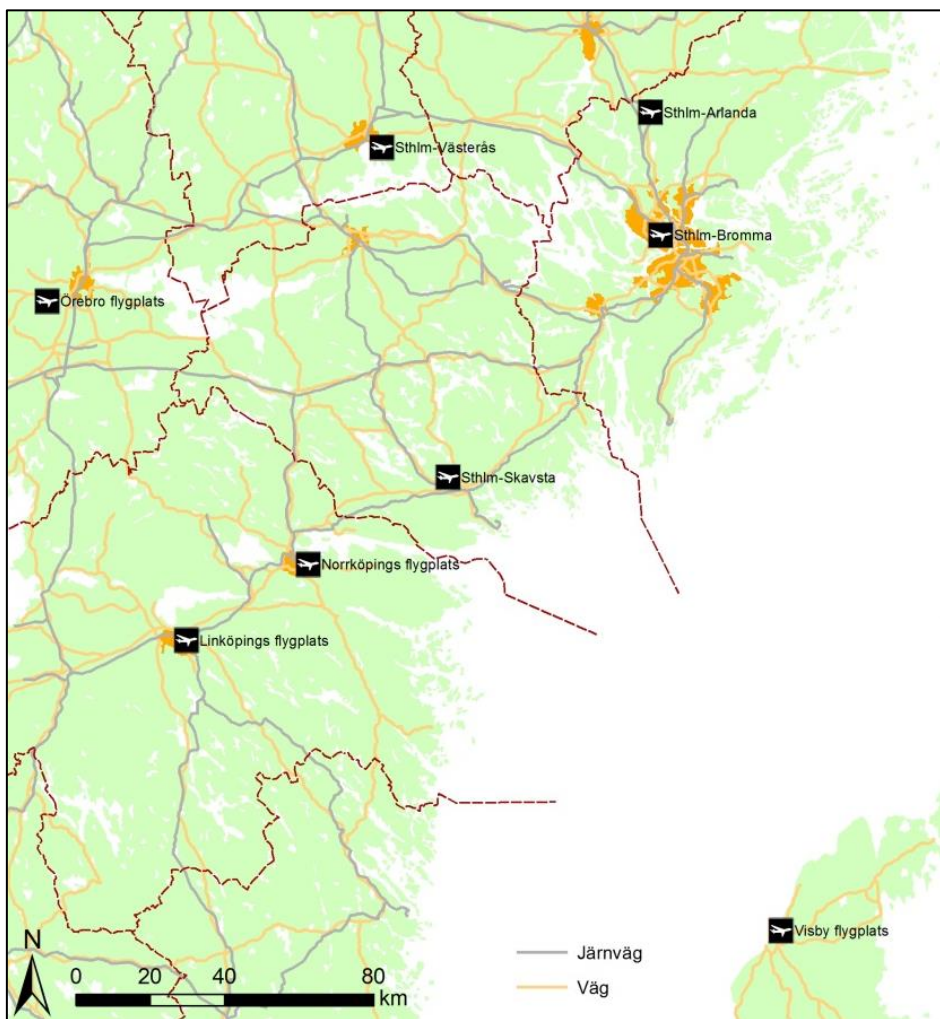 Sthlm-Arlanda
Sthlm-Västerås
Sthlm-Bromma
Örebro flygplats
Sthlm-Skavsta
Norrköpings flygplats
Linköpings flygplats
Visby flygplats
N
0 20 40 80
km
Järnväg
Väg